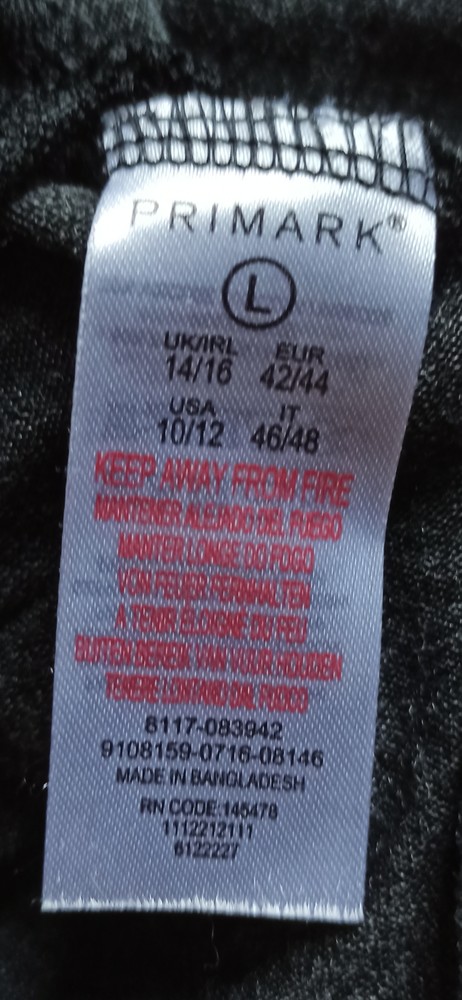 PRIMARK®
L
UK/IRL EUR
14/16 42/44
USA IT
10/12 46/48
KEEP AWAY FROM FIRE
MANTENER ALEJADO DEL FUEGO
MANTER LONGE DO FOGO
VON FEUER FERNHALTEN
A TENIR ELOIGNE DU FEU
BUITEN BEREIK VAN VUUR HOUDEN
TENERE LONTANO DAL FUOCO
8117-083942
9108159-0716-08146
MADE IN BANGLADESH
RN CODE:145478
1112212111
6122227